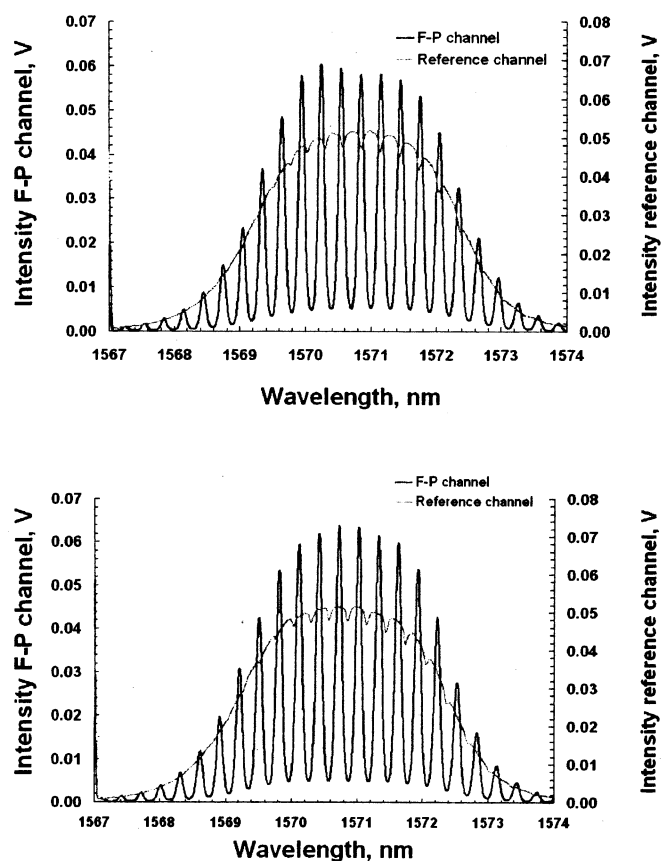 F-P channel
Reference channel
Intensity F-P channel, V
Intensity reference channel, V
0.07
0.06
0.05
0.04
0.03
0.02
0.01
0.00
0.08
0.07
0.06
0.05
0.04
0.03
0.02
0.01
0.00
1567 1568 1569 1570 1571 1572 1573 1574
Wavelength, nm
F-P channel
Reference channel
Intensity F-P channel, V
Intensity reference channel, V
0.07
0.06
0.05
0.04
0.03
0.02
0.01
0.00
0.08
0.07
0.06
0.05
0.04
0.03
0.02
0.01
0.00
1567 1568 1569 1570 1571 1572 1573 1574
Wavelength, nm